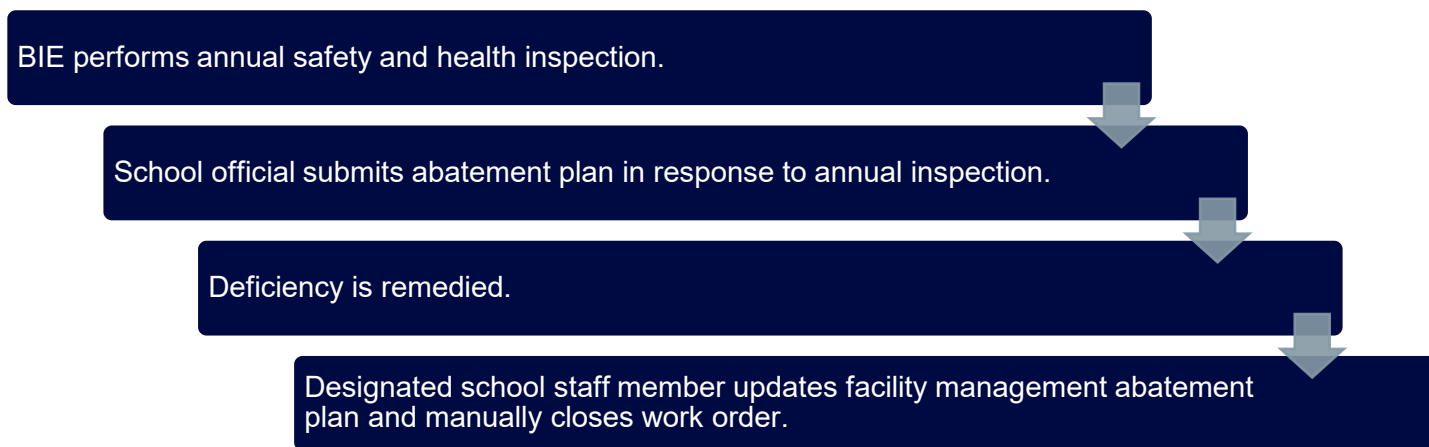 BIE performs annual safety and health inspection.
School official submits abatement plan in response to annual inspection.
Deficiency is remedied.
Designated school staff member updates facility management abatement
plan and manually closes work order.